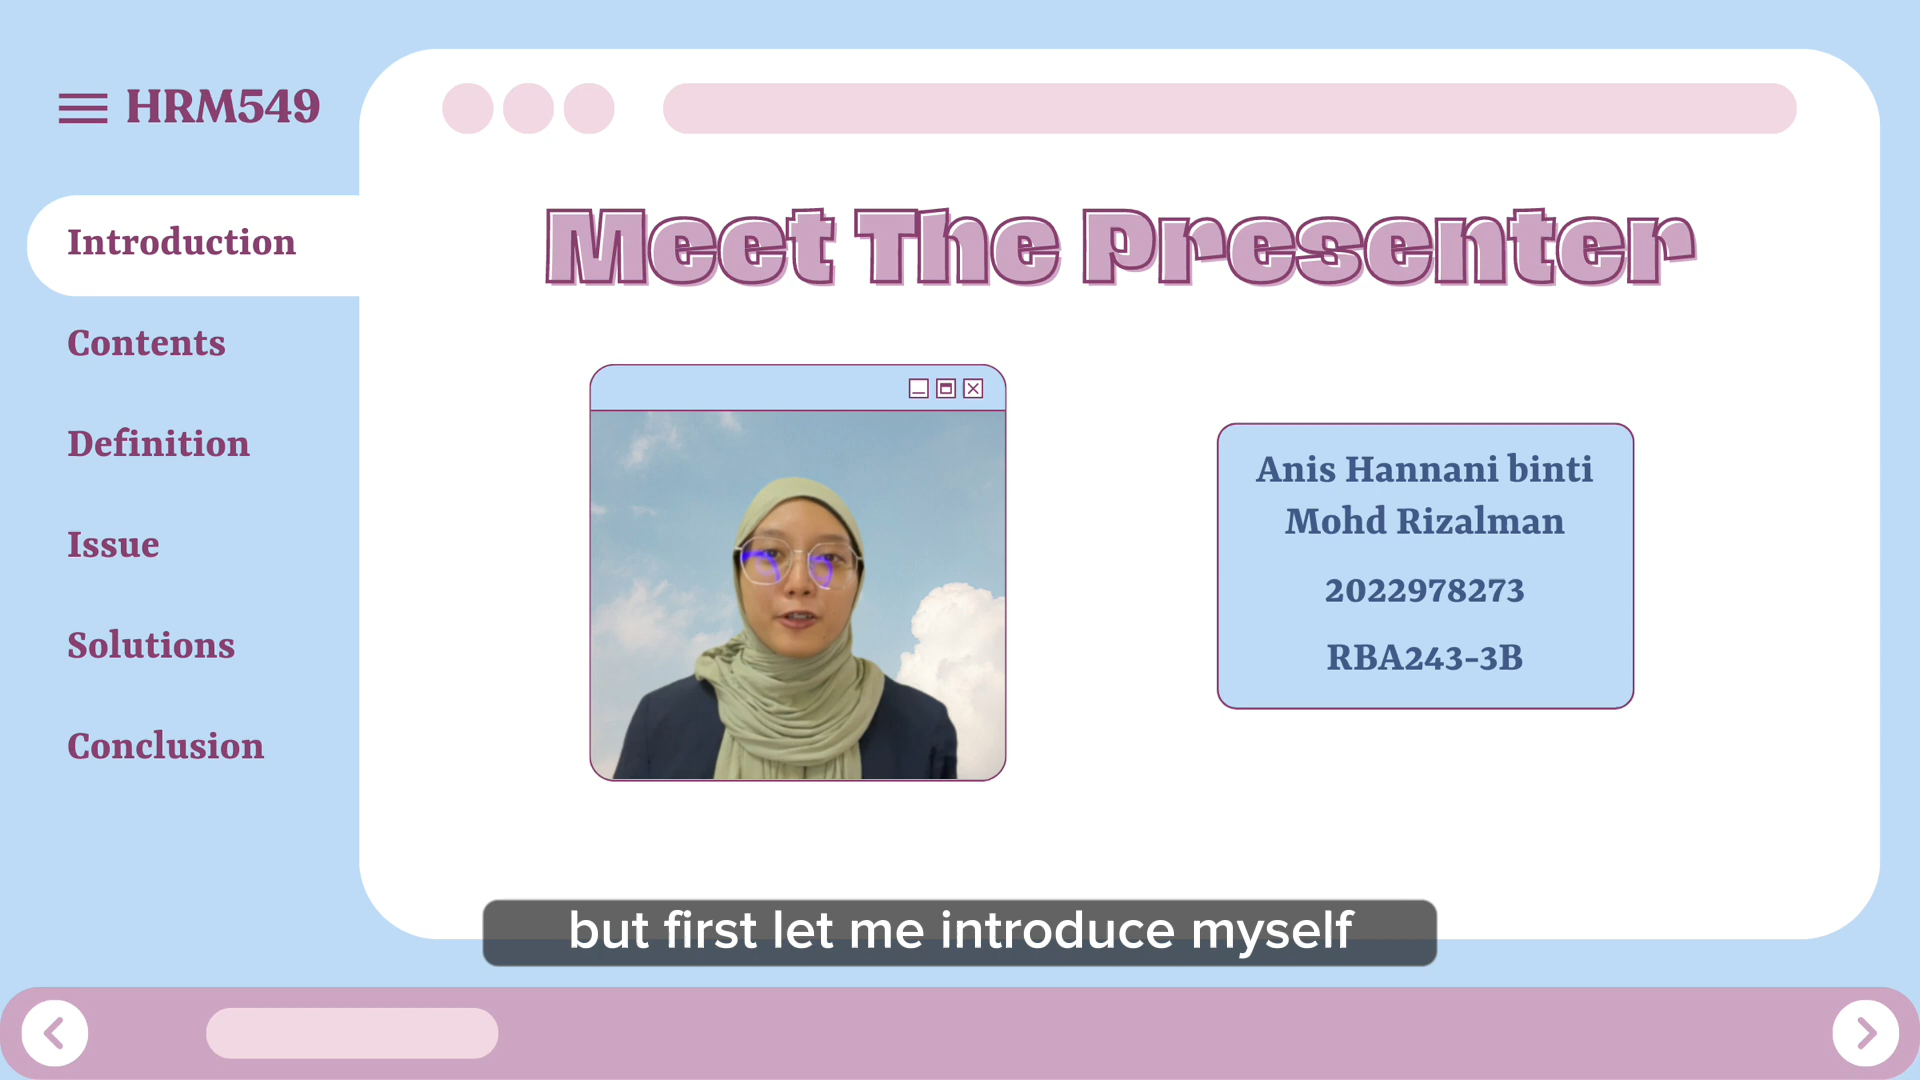 HRM549
Introduction
Contents
Definition
Issue
Solutions
Conclusion
Meet The Presenter
Anis Hannani binti
Mohd Rizalman
2022978273
RBA243-3B
but first let me introduce myself